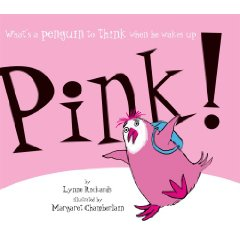 What's a penguin to think when he wakes up
Pink!
by
Lynne Rickards
illustrated by
Margaret Chamberlain